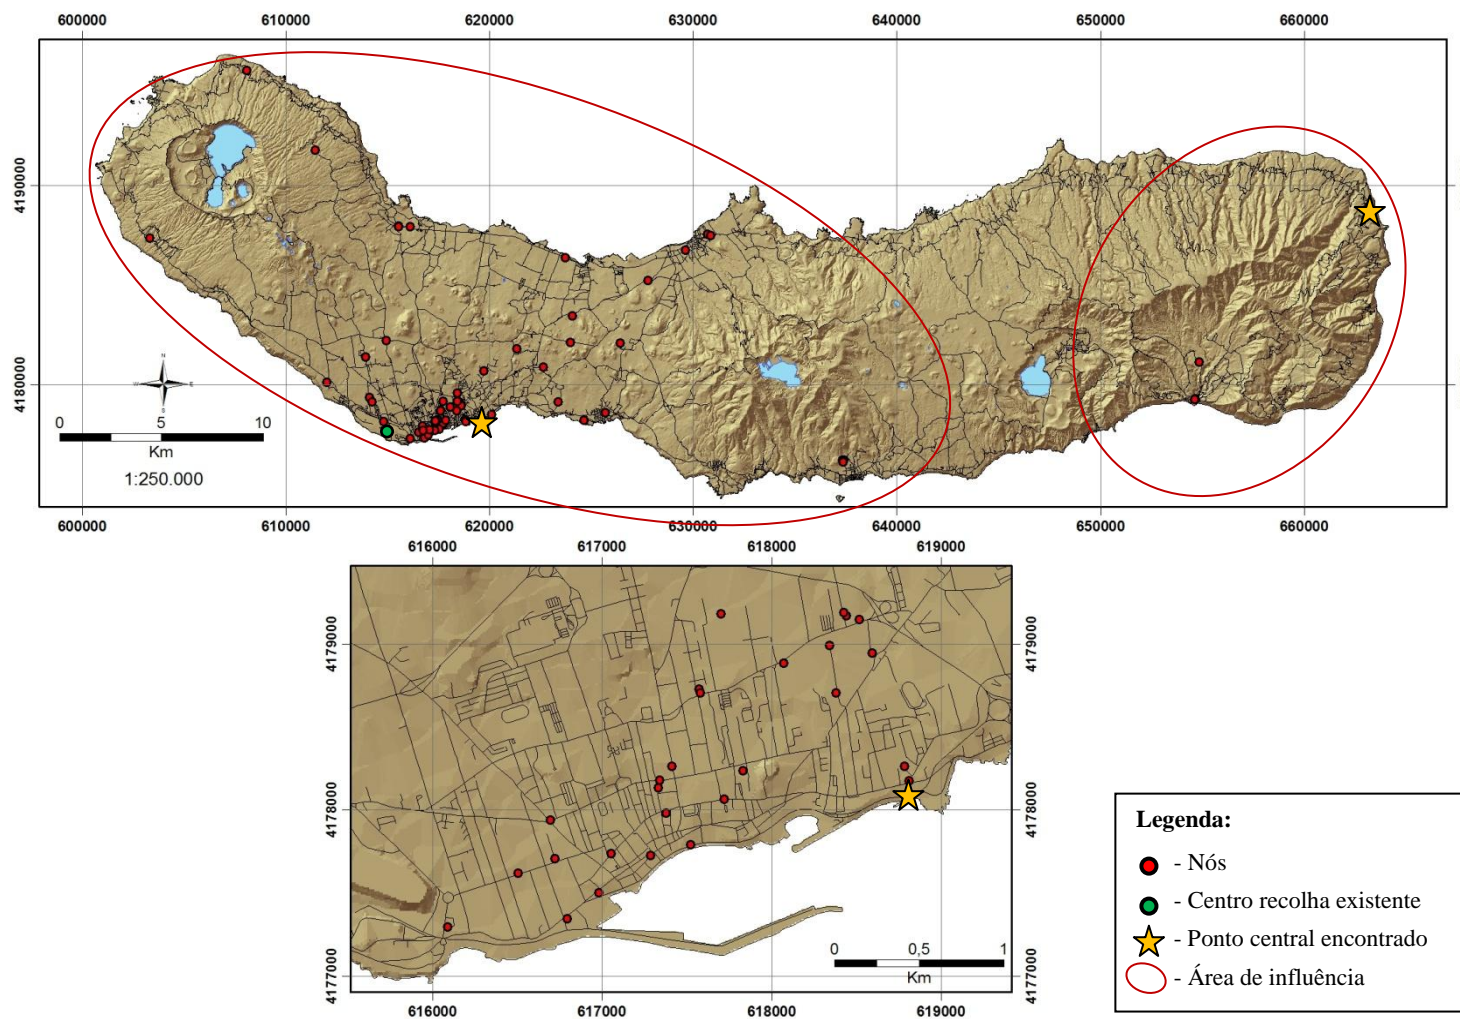 600000 610000 620000 630000 640000 650000 660000
4190000
4180000
N
W E
S
0 5 10
Km
1:250.000
600000 610000 620000 630000 640000 650000 660000
616000 617000 618000 619000
4179000 4179000
4178000 4178000
4177000 4177000
0 0,5 1
Km
616000 617000 618000 619000
Legenda:
- Nós
- Centro recolha existente
- Ponto central encontrado
- Área de influência